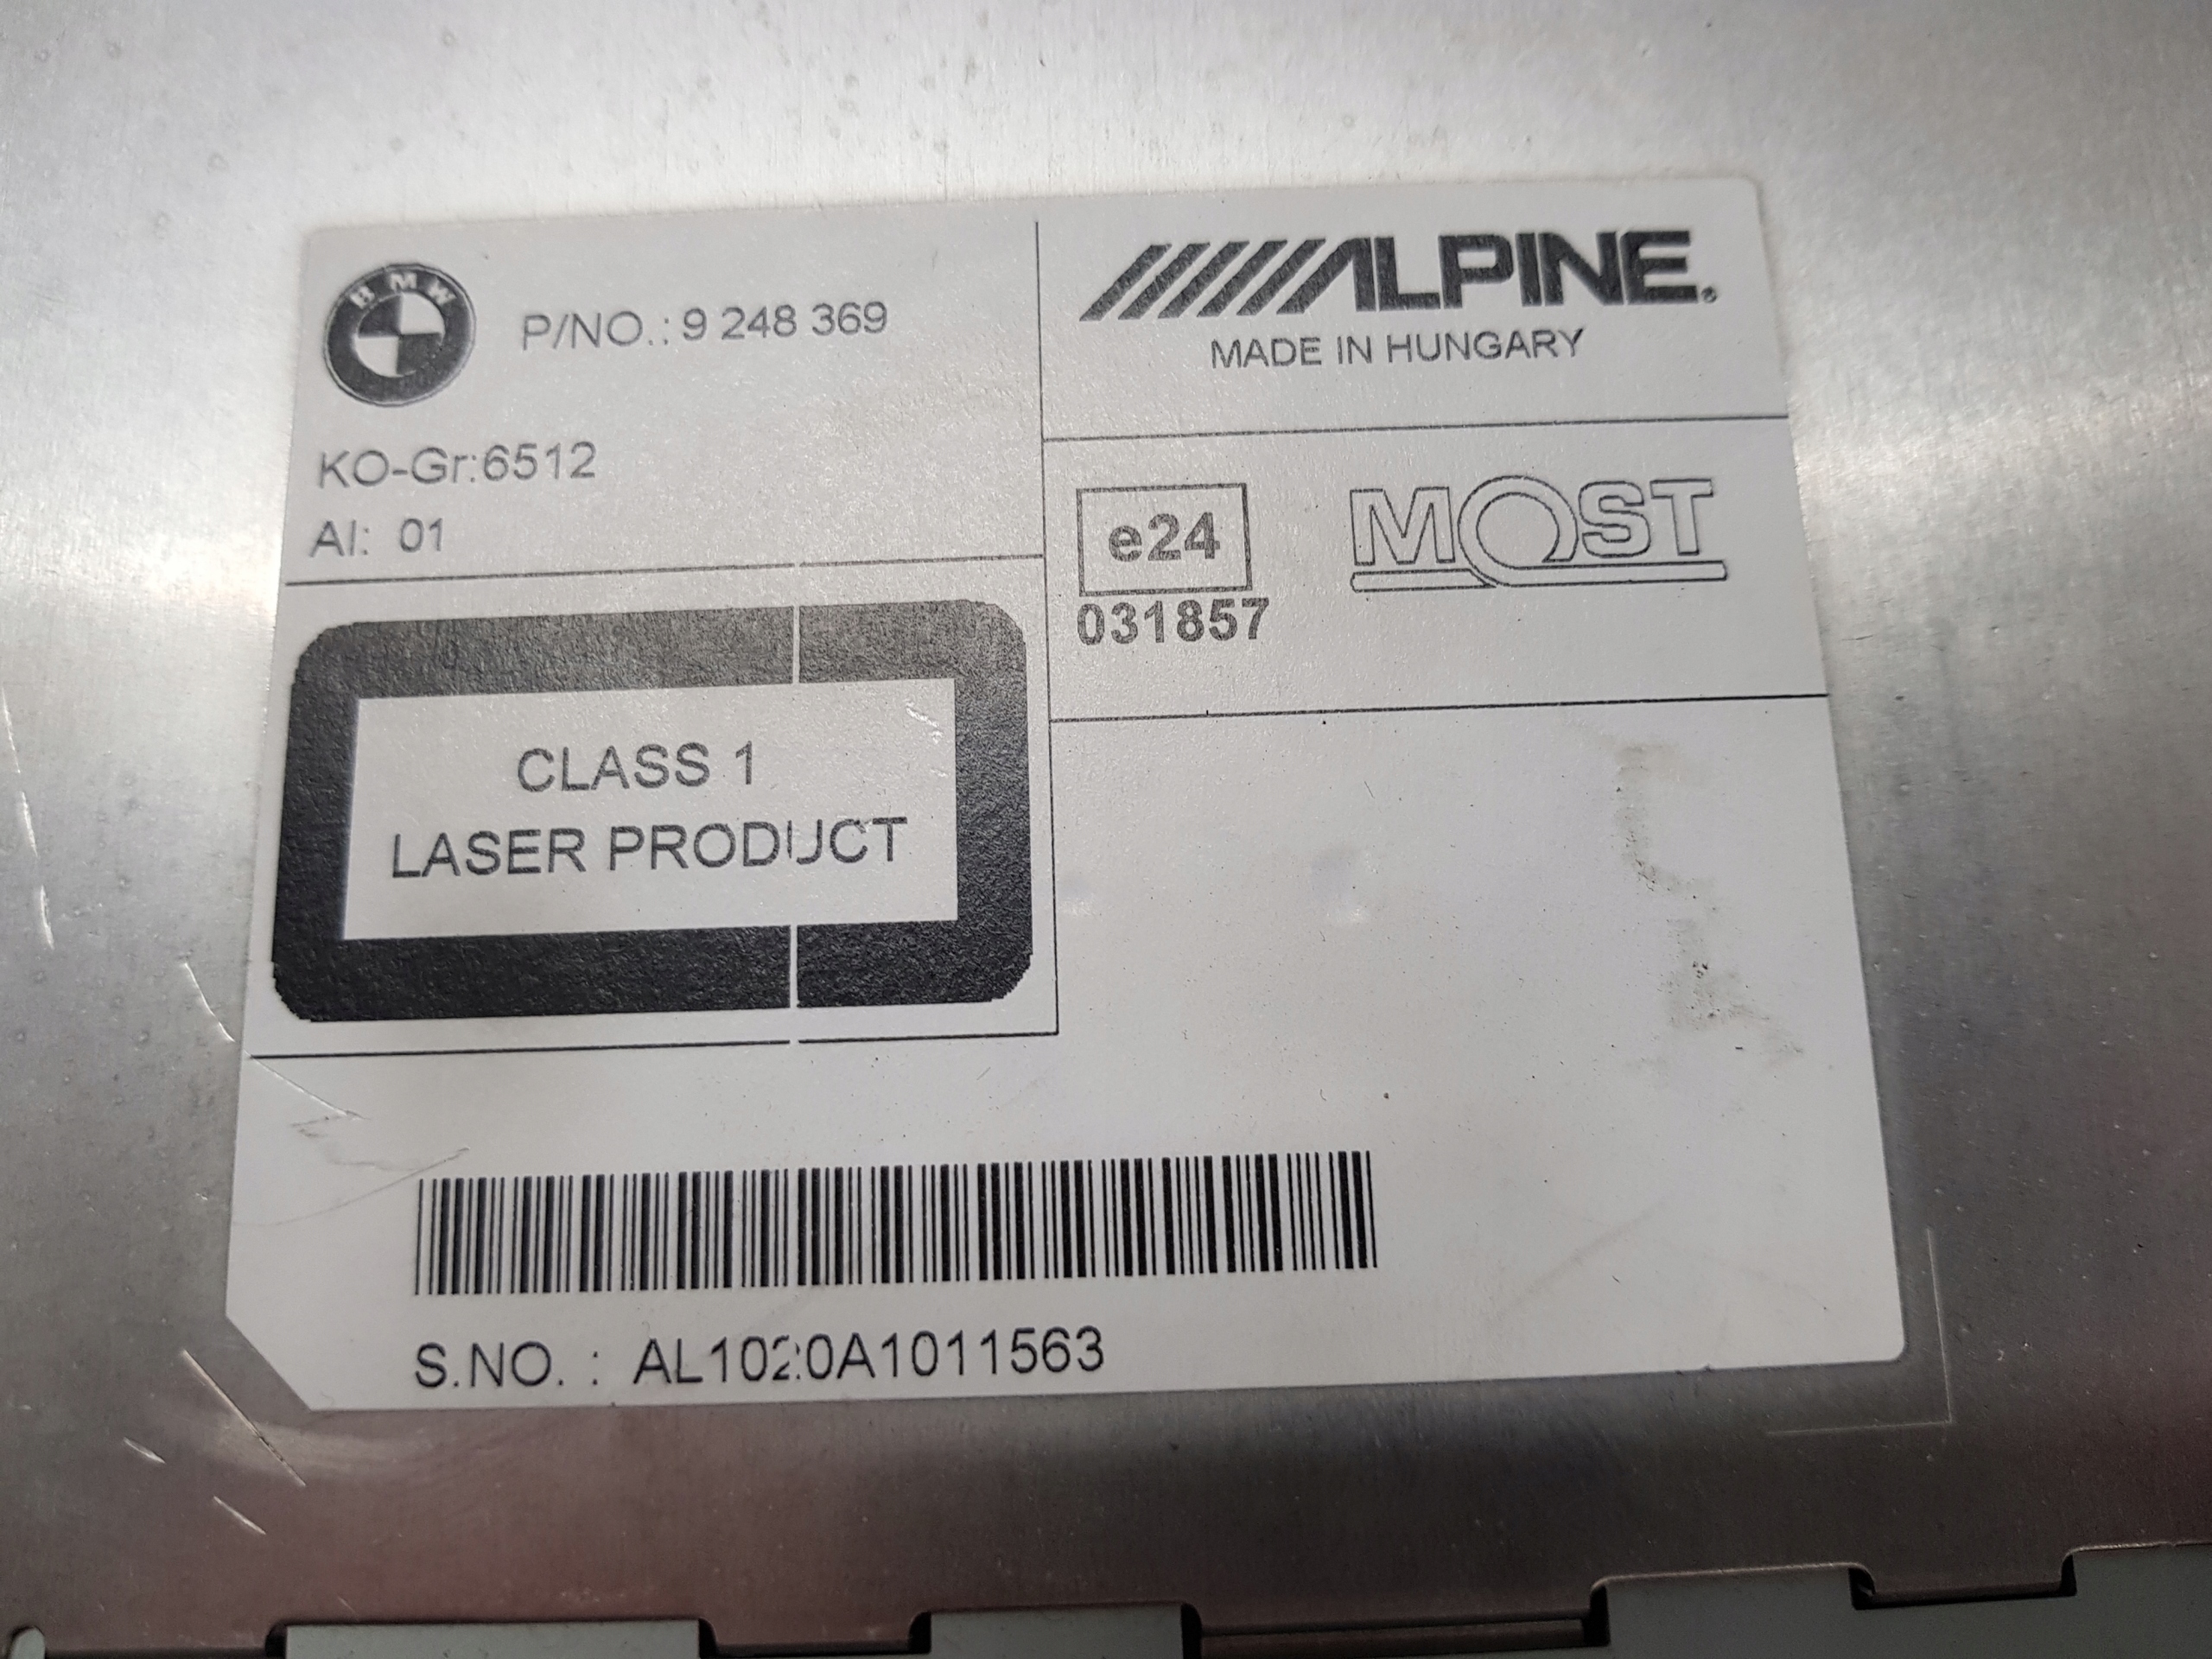 BMW
P/NO.: 9 248 369
KO-Gr:6512
AI: 01
ALPINE®
MADE IN HUNGARY
e24
031857
MOST
CLASS 1
LASER PRODUCT
S.NO. : AL1020A1011563